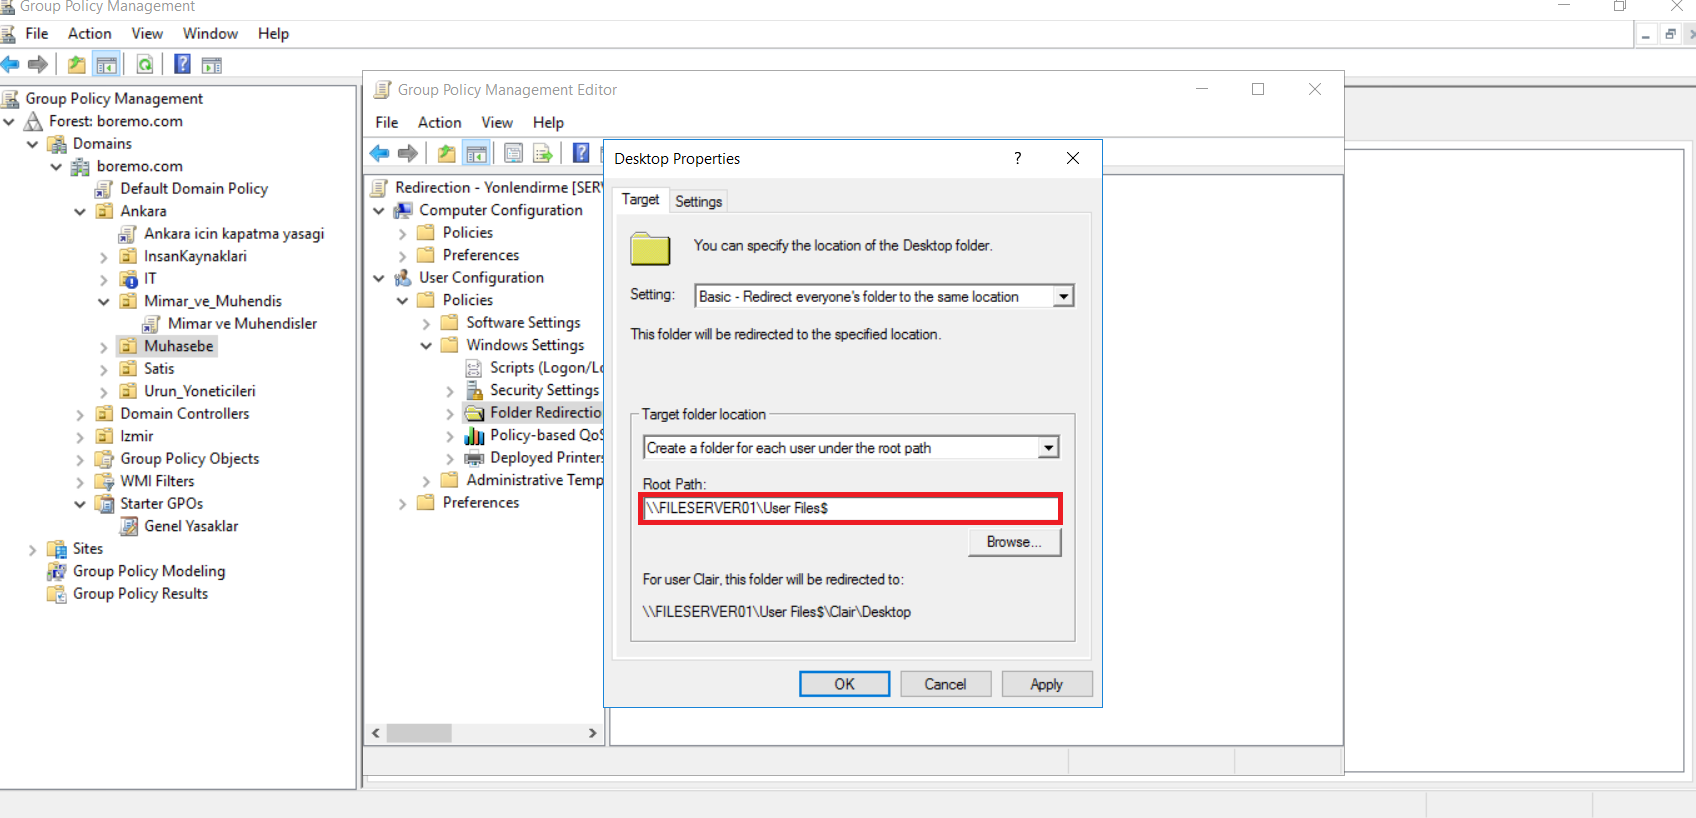 Group Policy Management
File Action View Window Help
Group Policy Management
Forest: boremo.com
Domains
boremo.com
Default Domain Policy
Ankara
Ankara icin kapatma yasagi
InsanKaynaklari
IT
Mimar_ve_Muhendis
Mimar ve Muhendisler
Muhasebe
Satis
Urun_Yoneticileri
Domain Controllers
Izmir
Group Policy Objects
WMI Filters
Starter GPOs
Genel Yasaklar
Sites
Group Policy Modeling
Group Policy Results
Group Policy Management Editor
File Action View Help
Redirection - Yonlendirme [SER
Computer Configuration
Policies
Preferences
User Configuration
Policies
Software Settings
Windows Settings
Scripts (Logon/Lo
Security Settings
Folder Redirectio
Policy-based QoS
Deployed Printers
Administrative Temp
Preferences
Desktop Properties
Target Settings
You can specify the location of the Desktop folder.
Setting: Basic - Redirect everyone's folder to the same location
This folder will be redirected to the specified location.
Target folder location
Create a folder for each user under the root path
Root Path:
\\FILESERVER01\User Files$
Browse...
For user Clair, this folder will be redirected to:
\\FILESERVER01\User Files$\Clair\Desktop
OK Cancel Apply